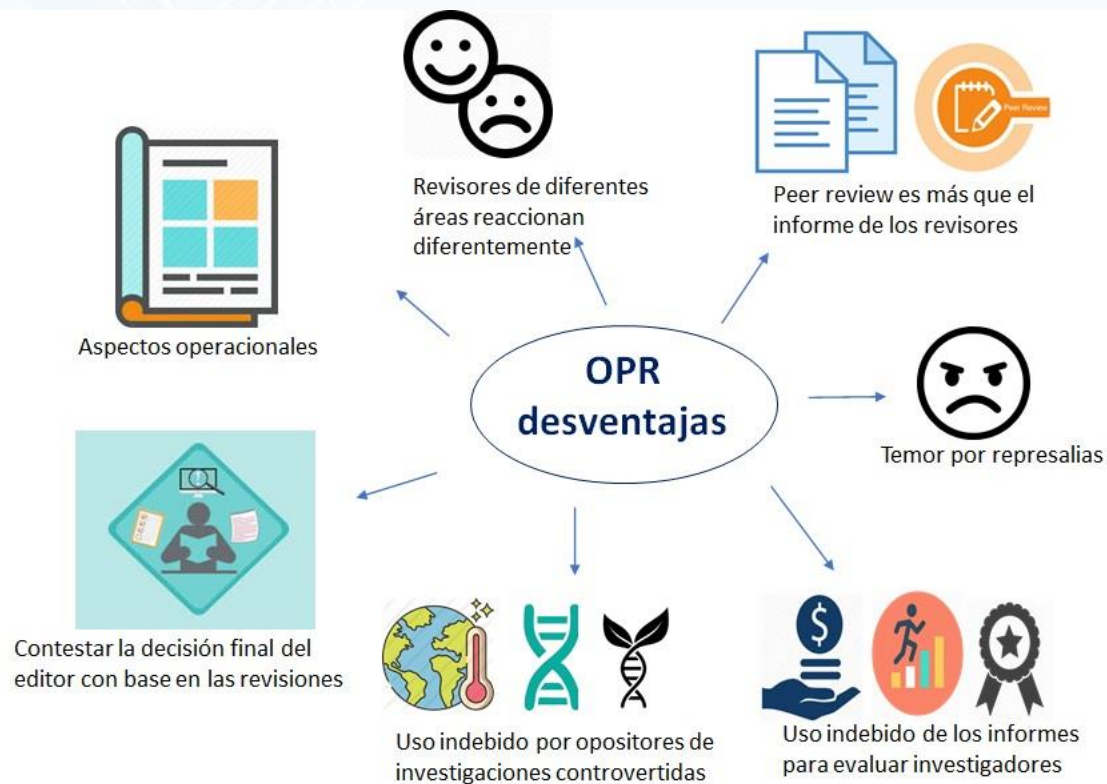 Revisores de diferentes
áreas reaccionan
diferentemente
Peer Review
Peer review es más que el
informe de los revisores
Aspectos operacionales
OPR
desventajas
Temor por represalias
Contestar la decisión final del
editor con base en las revisiones
$
Uso indebido por opositores de
investigaciones controvertidas
Uso indebido de los informes
para evaluar investigadores